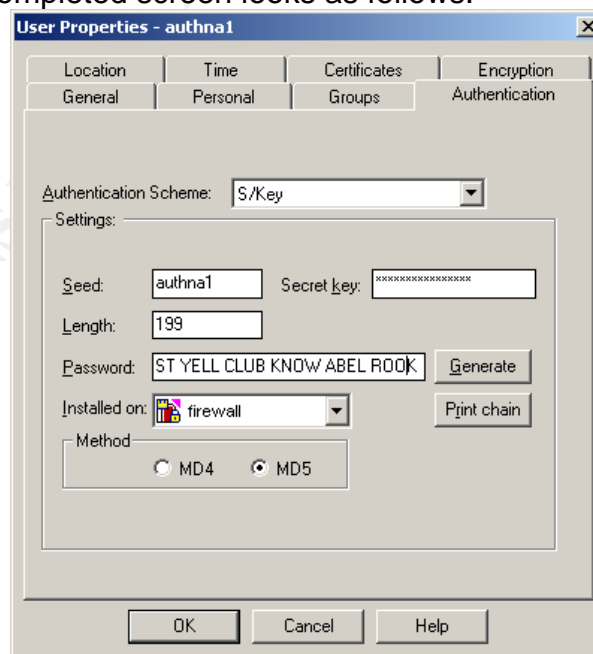 ompleted screen looks as follows:
User Properties - authna1
Location Time Certificates Encryption
General Personal Groups Authentication
Authentication Scheme: S/Key
Settings:
Seed: authna1 Secret key: ****************
Length: 199
Password: ST YELL CLUB KNOW ABEL ROOK Generate
Installed on: firewall Print chain
Method
MD4 MD5
OK Cancel Help